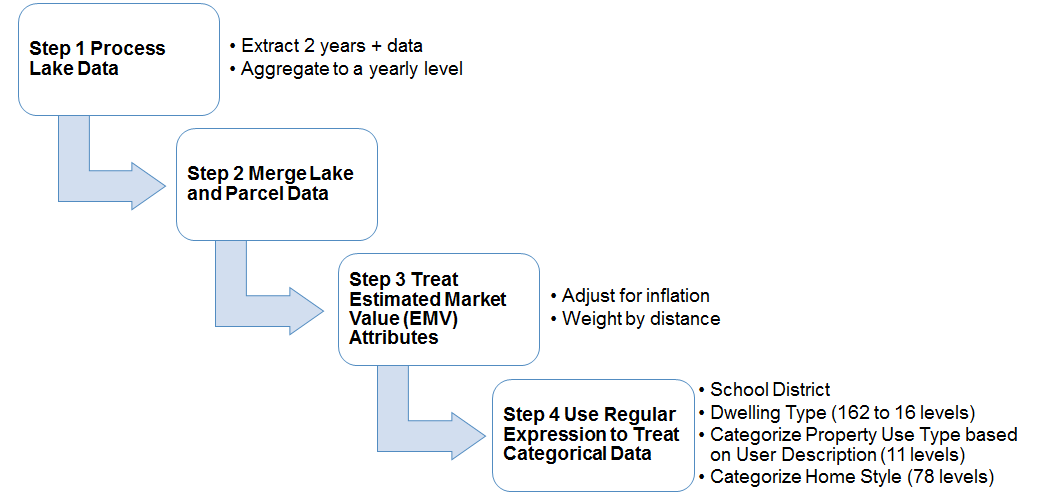 Step 1 Process
Lake Data
• Extract 2 years + data
• Aggregate to a yearly level
Step 2 Merge Lake
and Parcel Data
Step 3 Treat
Estimated Market
Value (EMV)
Attributes
• Adjust for inflation
• Weight by distance
Step 4 Use Regular
Expression to Treat
Categorical Data
• School District
• Dwelling Type (162 to 16 levels)
• Categorize Property Use Type based
on User Description (11 levels)
• Categorize Home Style (78 levels)